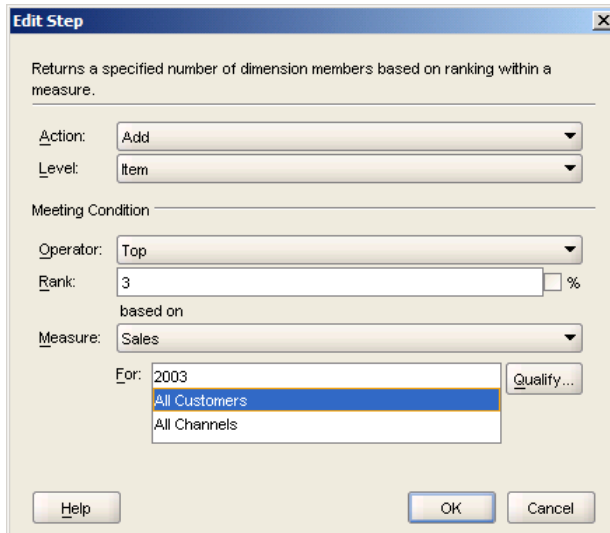 Edit Step
Returns a specified number of dimension members based on ranking within a
measure.
Action: Add
Level: Item
Meeting Condition
Operator: Top
Rank: 3 %
based on
Measure: Sales
For: 2003 Qualify...
All Customers
All Channels
Help OK Cancel